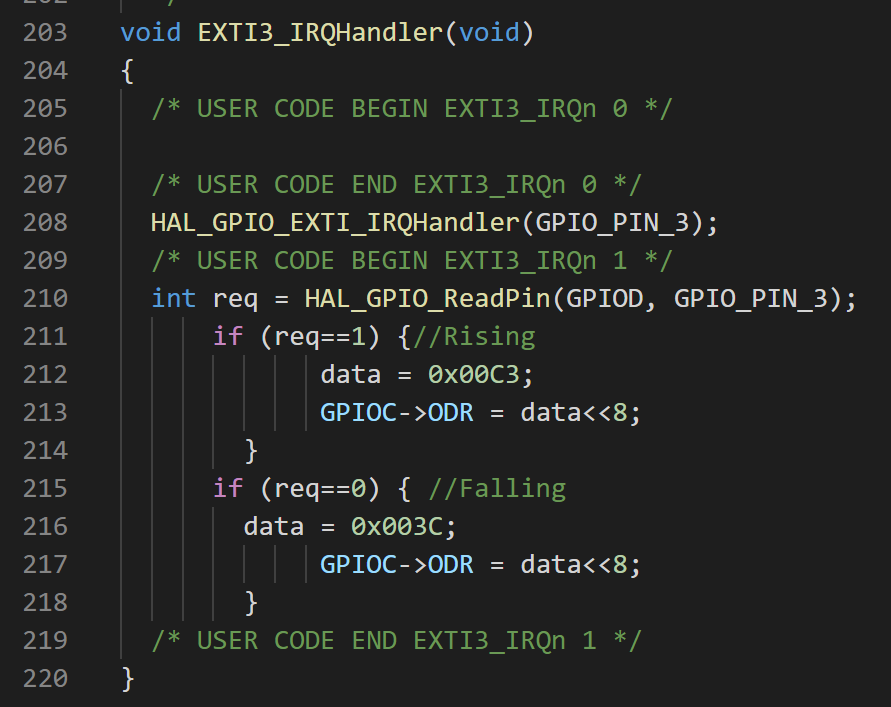 203 void EXTI3_IRQHandler(void)
204 {
205 /* USER CODE BEGIN EXTI3_IRQn 0 */
206
207 /* USER CODE END EXTI3_IRQn 0 */
208 HAL_GPIO_EXTI_IRQHandler(GPIO_PIN_3);
209 /* USER CODE BEGIN EXTI3_IRQn 1 */
210 int req = HAL_GPIO_ReadPin(GPIOD, GPIO_PIN_3);
211 if (req==1) {//Rising
212 data = 0x00C3;
213 GPIOC->ODR = data<<8;
214 }
215 if (req==0) { //Falling
216 data = 0x003C;
217 GPIOC->ODR = data<<8;
218 }
219 /* USER CODE END EXTI3_IRQn 1 */
220 }